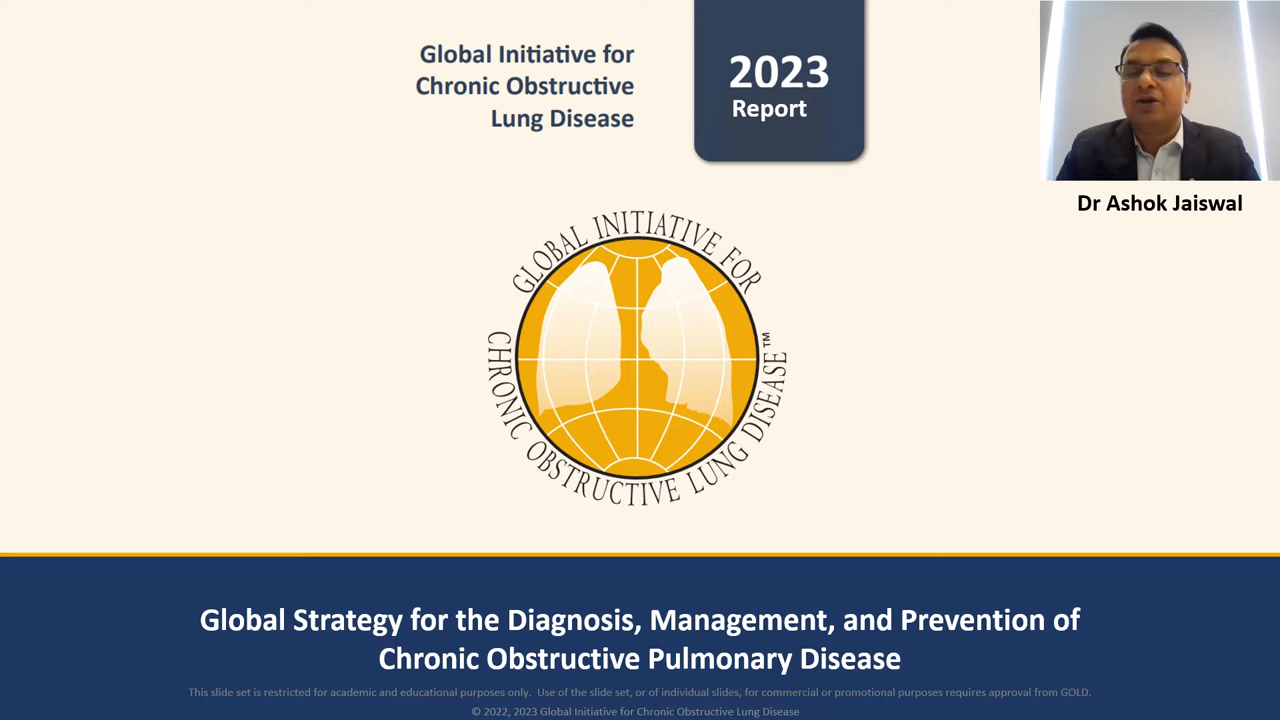 Global Initiative for
Chronic Obstructive
Lung Disease
2023
Report
Dr Ashok Jaiswal
GLOBAL INITIATIVE FOR
CHRONIC OBSTRUCTIVE LUNG DISEASE™
Global Strategy for the Diagnosis, Management, and Prevention of
Chronic Obstructive Pulmonary Disease
This slide set is restricted for academic and educational purposes only. Use of the slide set, or of individual slides, for commercial or promotional purposes requires approval from GOLD.
© 2022, 2023 Global Initiative for Chronic Obstructive Lung Disease